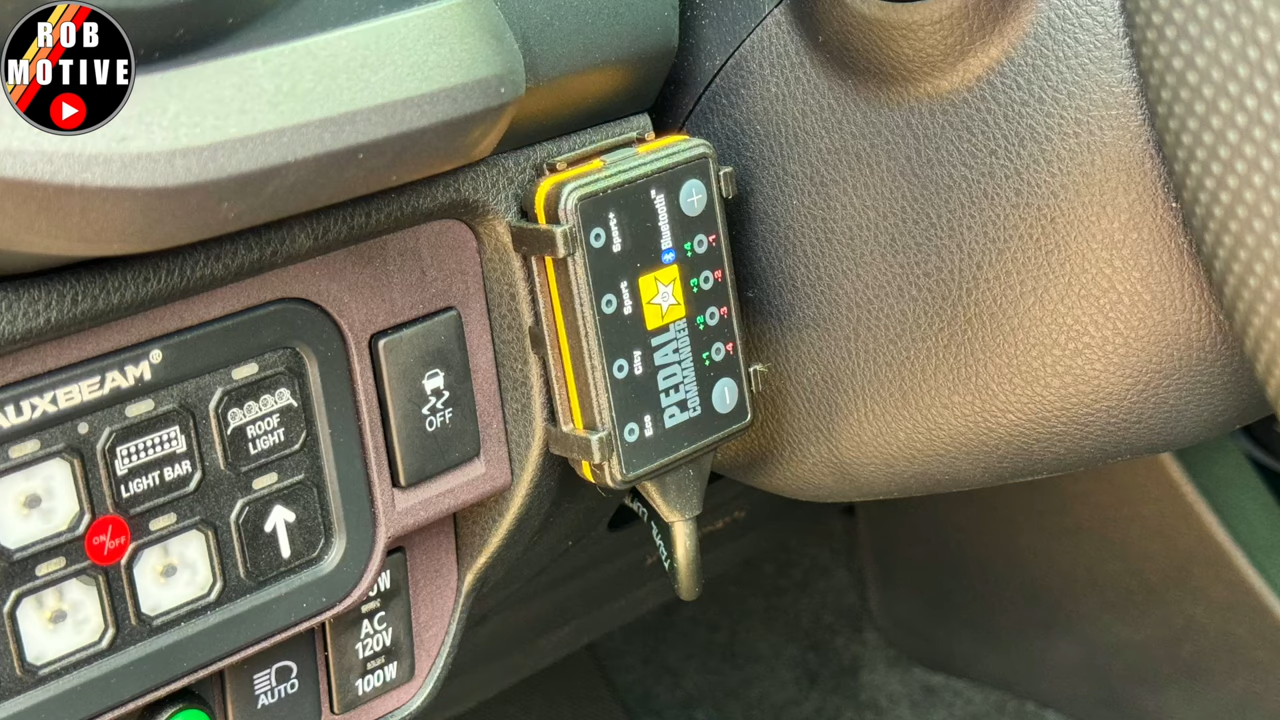 ROB
MOTIVE
AUXBEAM®
LIGHT BAR
ROOF
LIGHT
ON/OFF
OFF
AC
120V
100W
AUTO
Sport+
Sport
City
Eco
Bluetooth™
PEDAL
COMMANDER
+
+4 -1
+3 -2
+2 -3
+1 -4
−